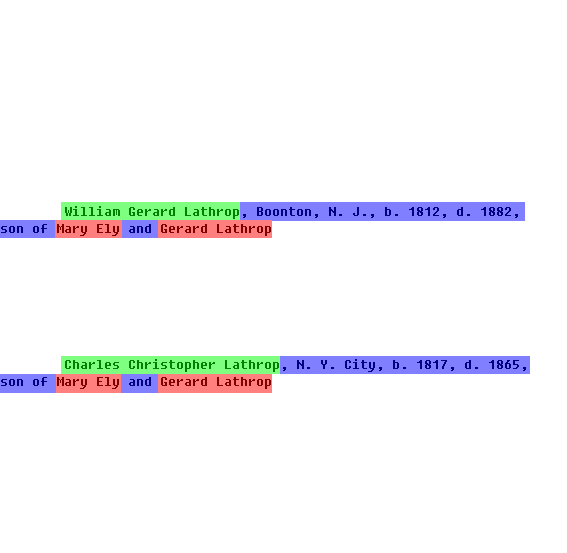 William Gerard Lathrop, Boonton, N. J., b. 1812, d. 1882,
son of Mary Ely and Gerard Lathrop
Charles Christopher Lathrop, N. Y. City, b. 1817, d. 1865,
son of Mary Ely and Gerard Lathrop